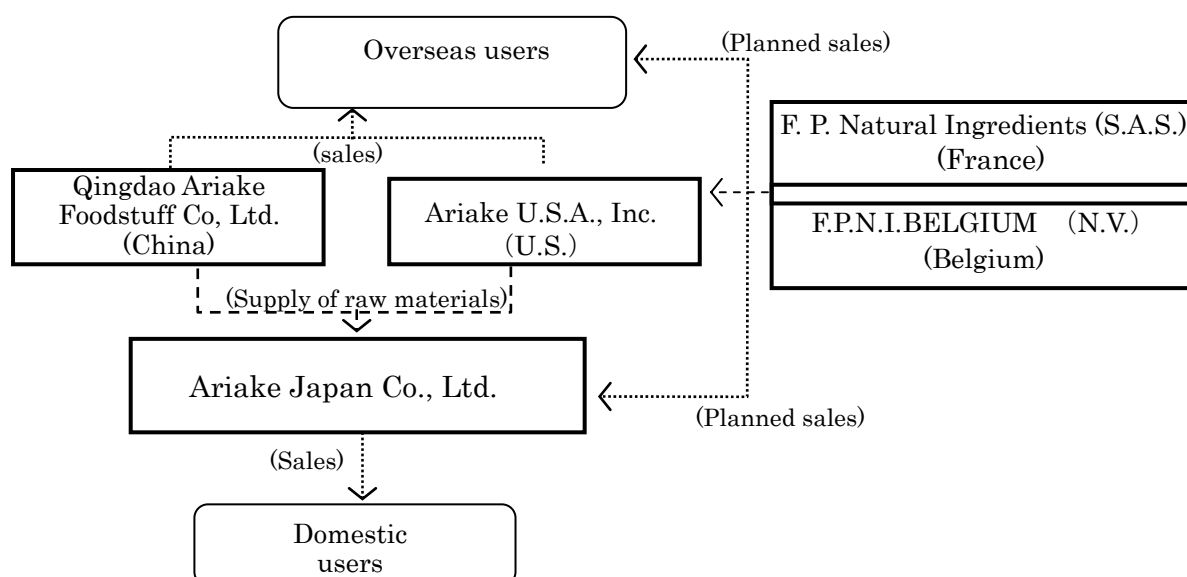 Overseas users
(Planned sales)
F. P. Natural Ingredients (S.A.S.)
(France)
(sales)
Qingdao Ariake
Foodstuff Co, Ltd.
(China)
Ariake U.S.A., Inc.
(U.S.)
F.P.N.I.BELGIUM (N.V.)
(Belgium)
(Supply of raw materials)
Ariake Japan Co., Ltd.
(Planned sales)
(Sales)
Domestic
users